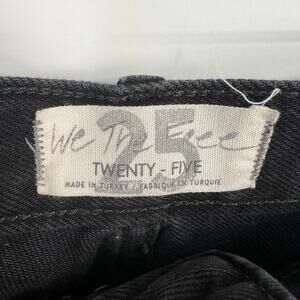 25
We The Free
TWENTY - FIVE
MADE IN TURKEY / FABRIQUÉ EN TURQUIE